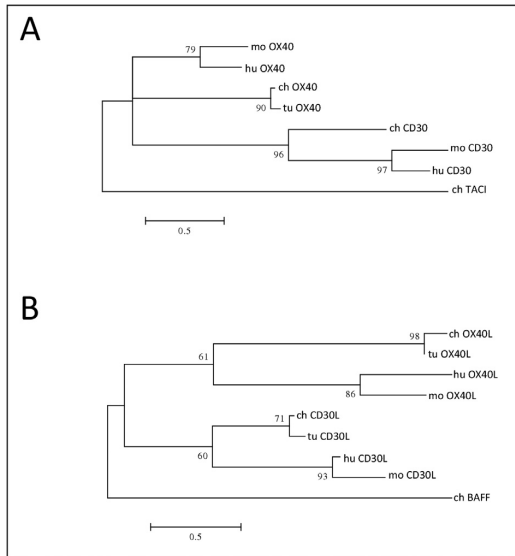 A
79
mo OX40
hu OX40
ch OX40
90
tu OX40
ch CD30
96
mo CD30
97
hu CD30
ch TACI
0.5
B
98
ch OX40L
tu OX40L
61
hu OX40L
86
mo OX40L
71
ch CD30L
tu CD30L
60
hu CD30L
93
mo CD30L
ch BAFF
0.5